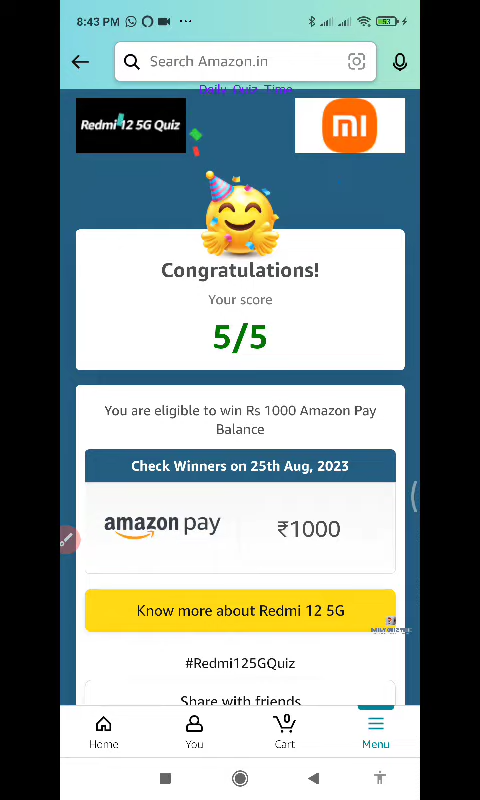 8:43 PM
53
Search Amazon.in
Daily Quiz Time
Redmi 12 5G Quiz
mi
Congratulations!
Your score
5/5
You are eligible to win Rs 1000 Amazon Pay
Balance
Check Winners on 25th Aug, 2023
amazon pay
₹1000
Know more about Redmi 12 5G
#Redmi125GQuiz
Share with friends
0
Home
You
Cart
Menu